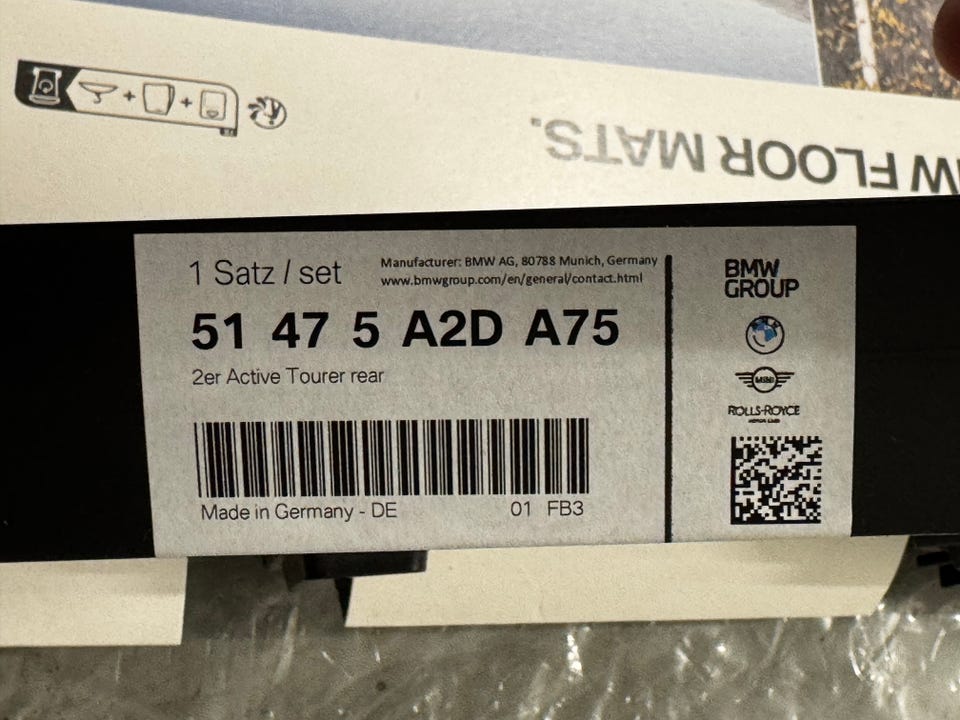 W FLOOR MATS.
1 Satz / set
Manufacturer: BMW AG, 80788 Munich, Germany
www.bmwgroup.com/en/general/contact.html
51 47 5 A2D A75
2er Active Tourer rear
Made in Germany - DE
01 FB3
BMW
GROUP
MINI
ROLLS-ROYCE